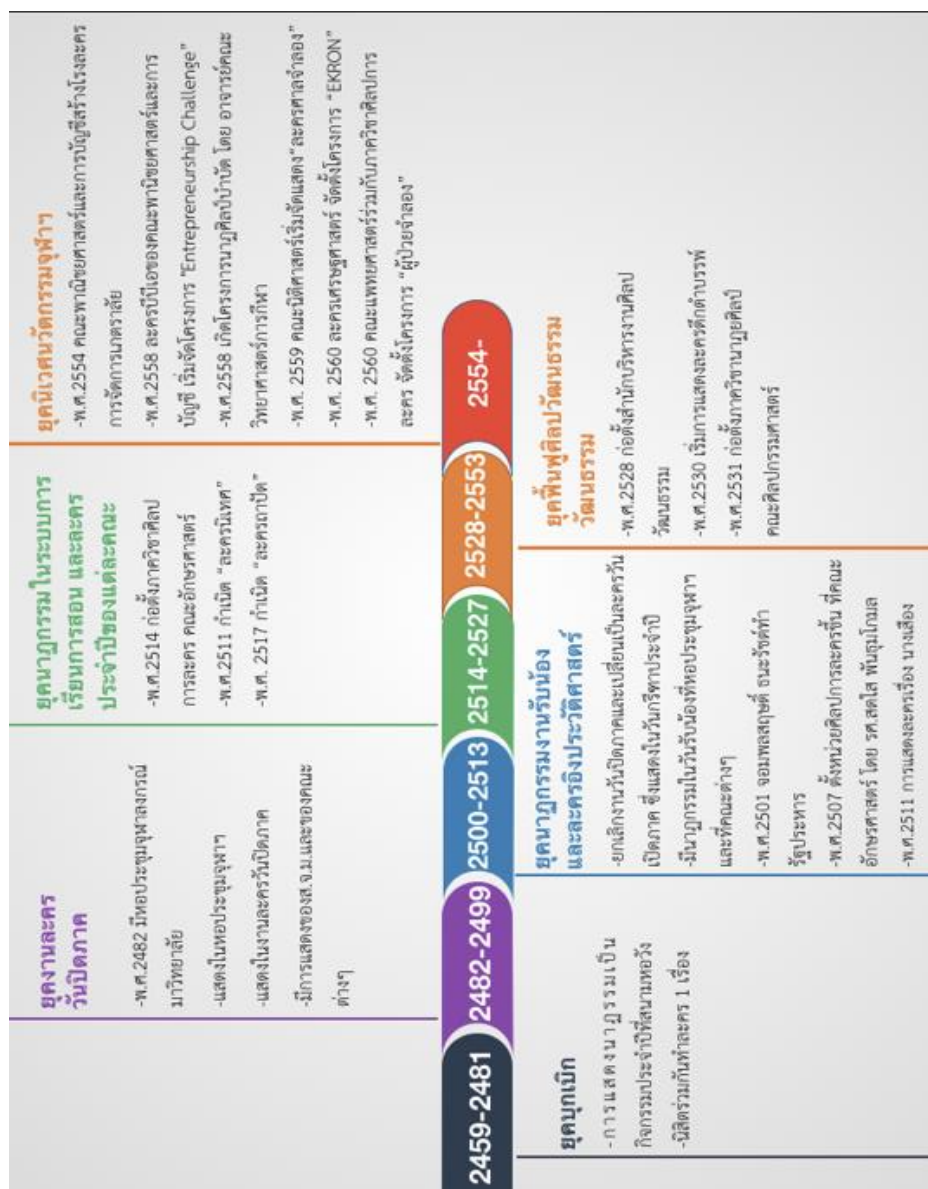 ยุคงานละคร
วันปิดภาค
-พ.ศ.2482 มีหอประชุมจุฬาลงกรณ์
มาวิทยาลัย
-แสดงในหอประชุมจุฬาฯ
-แสดงในงานละครวันปิดภาค
-มีการแสดงของส.จ.ม.และของคณะ
ต่างๆ
ยุคนาฏกรรมในระบบการ
เรียนการสอน และละคร
ประจำปีของแต่ละคณะ
-พ.ศ.2514 ก่อตั้งภาควิชาศิลป
การละคร คณะอักษรศาสตร์
-พ.ศ.2511 กำเนิด “ละครนิเทศ”
-พ.ศ. 2517 กำเนิด “ละครถาปัด”
ยุคนิเวศนวัตกรรมจุฬาฯ
-พ.ศ.2554 คณะพาณิชยศาสตร์และการบัญชีสร้างโรงละคร
การจัดการเกตราลัย
-พ.ศ.2558 ละครบีบีเอของคณะพาณิชยศาสตร์และการ
บัญชี เริ่มจัดโครงการ "Entrepreneurship Challenge"
-พ.ศ.2558 เกิดโครงการนาฏศิลป์บำบัด โดย อาจารย์คณะ
วิทยาศาสตร์การกีฬา
-พ.ศ. 2559 คณะนิติศาสตร์เริ่มจัดแสดง“ละครศาลจำลอง”
-พ.ศ. 2560 ละครเศรษฐศาสตร์ จัดตั้งโครงการ “EKRON”
-พ.ศ. 2560 คณะแพทยศาสตร์ร่วมกับภาควิชาศิลปการ
ละคร จัดตั้งโครงการ “ผู้ป่วยจำลอง”
2459-2481
2482-2499
2500-2513
2514-2527
2528-2553
2554-
ยุคบุกเบิก
-การแสดงนาฏรรมเป็น
กิจกรรมประจำปีที่สนามหอวัง
-นิสิตร่วมกันทำละคร 1 เรื่อง
ยุคนาฏกรรมงานรับน้อง
และละครอิงประวัติศาสตร์
-ยกเลิกงานวันปิดภาคและเปลี่ยนเป็นละครวัน
เปิดภาค ซึ่งแสดงในวันกรีฑาประจำปี
-มีนาฏกรรมในวันรับน้องที่หอประชุมจุฬาฯ
และที่คณะต่างๆ
-พ.ศ.2501 จอมพลสฤษดิ์ ธนะรัชต์ทำ
รัฐประหาร
-พ.ศ.2507 ตั้งหน่วยศิลปการละครขึ้น ที่คณะ
อักษรศาสตร์ โดย รศ.สดใส พันธุมโกมล
-พ.ศ.2511 การแสดงละครเรื่อง นางเสือง
ยุคฟื้นฟูศิลปวัฒนธรรม
วัฒนธรรม
-พ.ศ.2528 ก่อตั้งสำนักบริหารงานศิลป
วัฒนธรรม
-พ.ศ.2530 เริ่มการแสดงละครดึกดำบรรพ์
-พ.ศ.2531 ก่อตั้งภาควิชานาฏยศิลป์
คณะศิลปกรรมศาสตร์